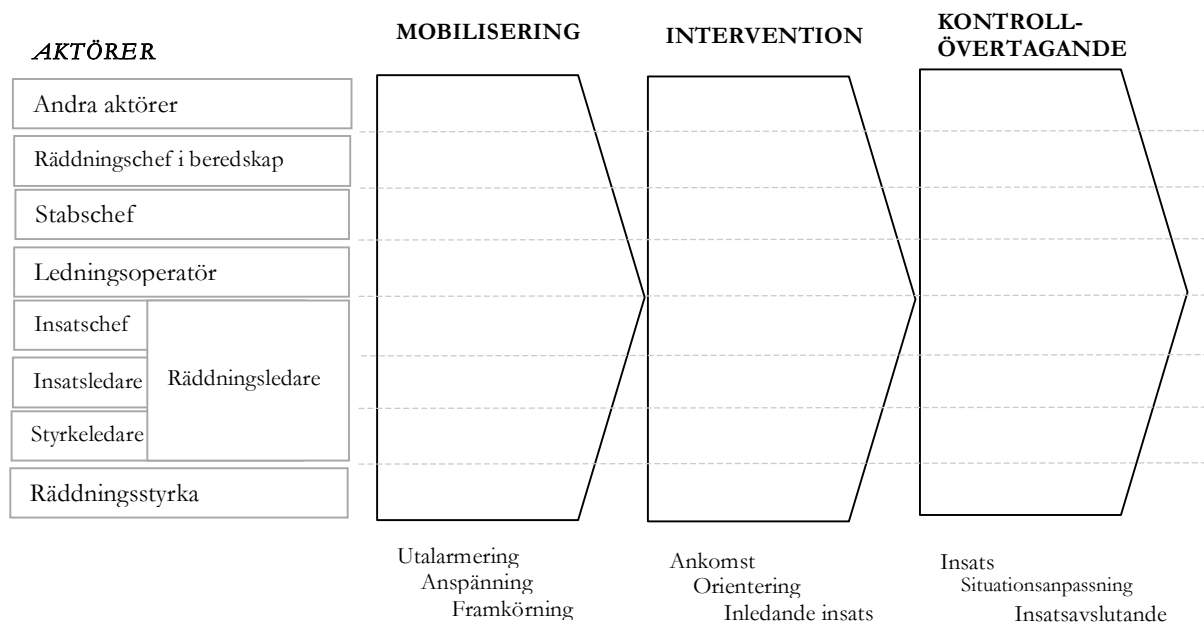 AKTÖRER
MOBILISERING
INTERVENTION
KONTROLL-
ÖVERTAGANDE
Andra aktörer
Räddningschef i beredskap
Stabschef
Ledningsoperatör
Insatschef
Insatsledare
Styrkeledare
Räddningsledare
Räddningsstyrka
Utalarmering
Anspänning
Framkörning
Ankomst
Orientering
Inledande insats
Insats
Situationsanpassning
Insatsavslutande